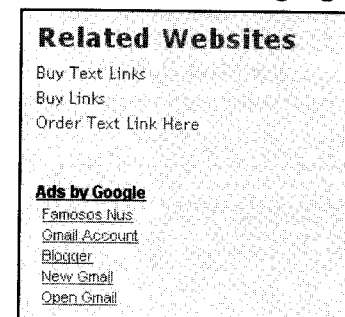 Related Websites
Buy Text Links
Buy Links
Order Text Link Here
Ads by Google
Famosos Nus
Gmail Account
Blogger
New Gmail
Open Gmail